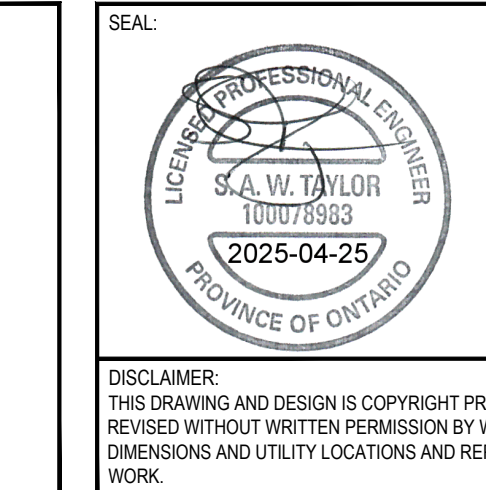 SEAL:
LICENSED PROFESSIONAL ENGINEER
S. A. W. TAYLOR
100078983
2025-04-25
PROVINCE OF ONTARIO
DISCLAIMER:
THIS DRAWING AND DESIGN IS COPYRIGHT PR
REVISED WITHOUT WRITTEN PERMISSION BY W
DIMENSIONS AND UTILITY LOCATIONS AND REP
WORK.